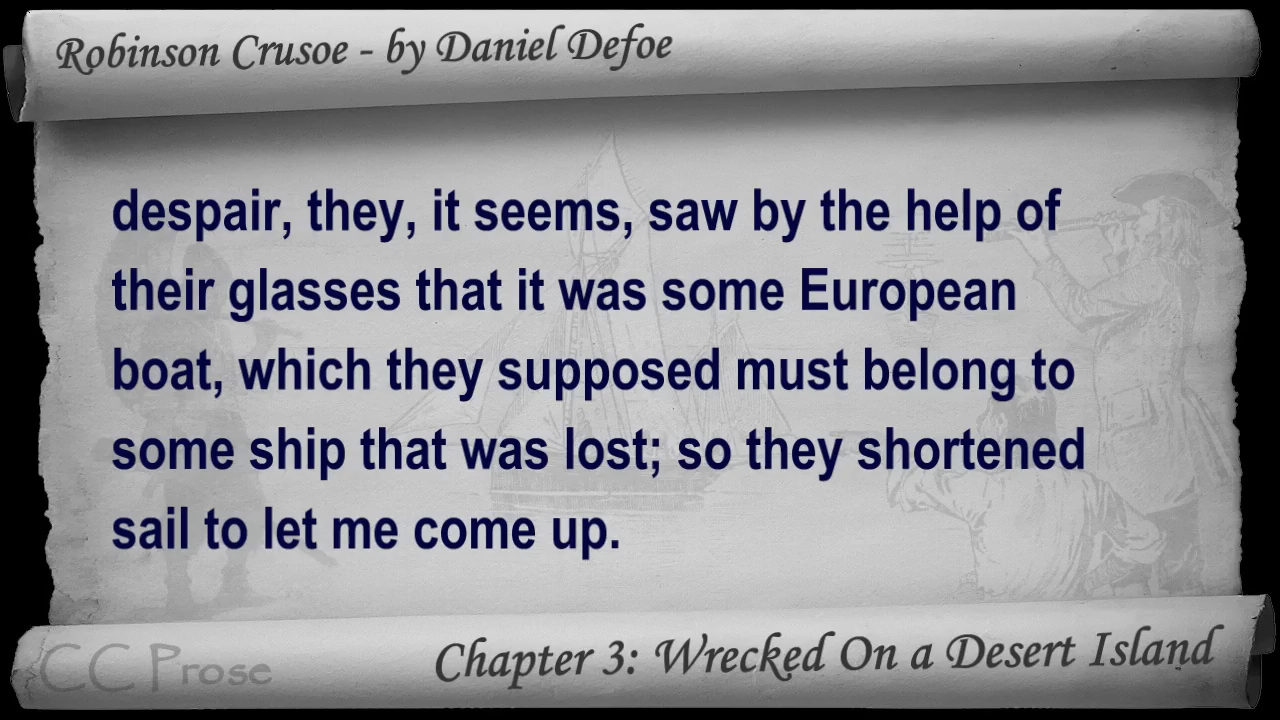 Robinson Crusoe - by Daniel Defoe
despair, they, it seems, saw by the help of
their glasses that it was some European
boat, which they supposed must belong to
some ship that was lost; so they shortened
sail to let me come up.
CC Prose
Chapter 3: Wrecked On a Desert Island